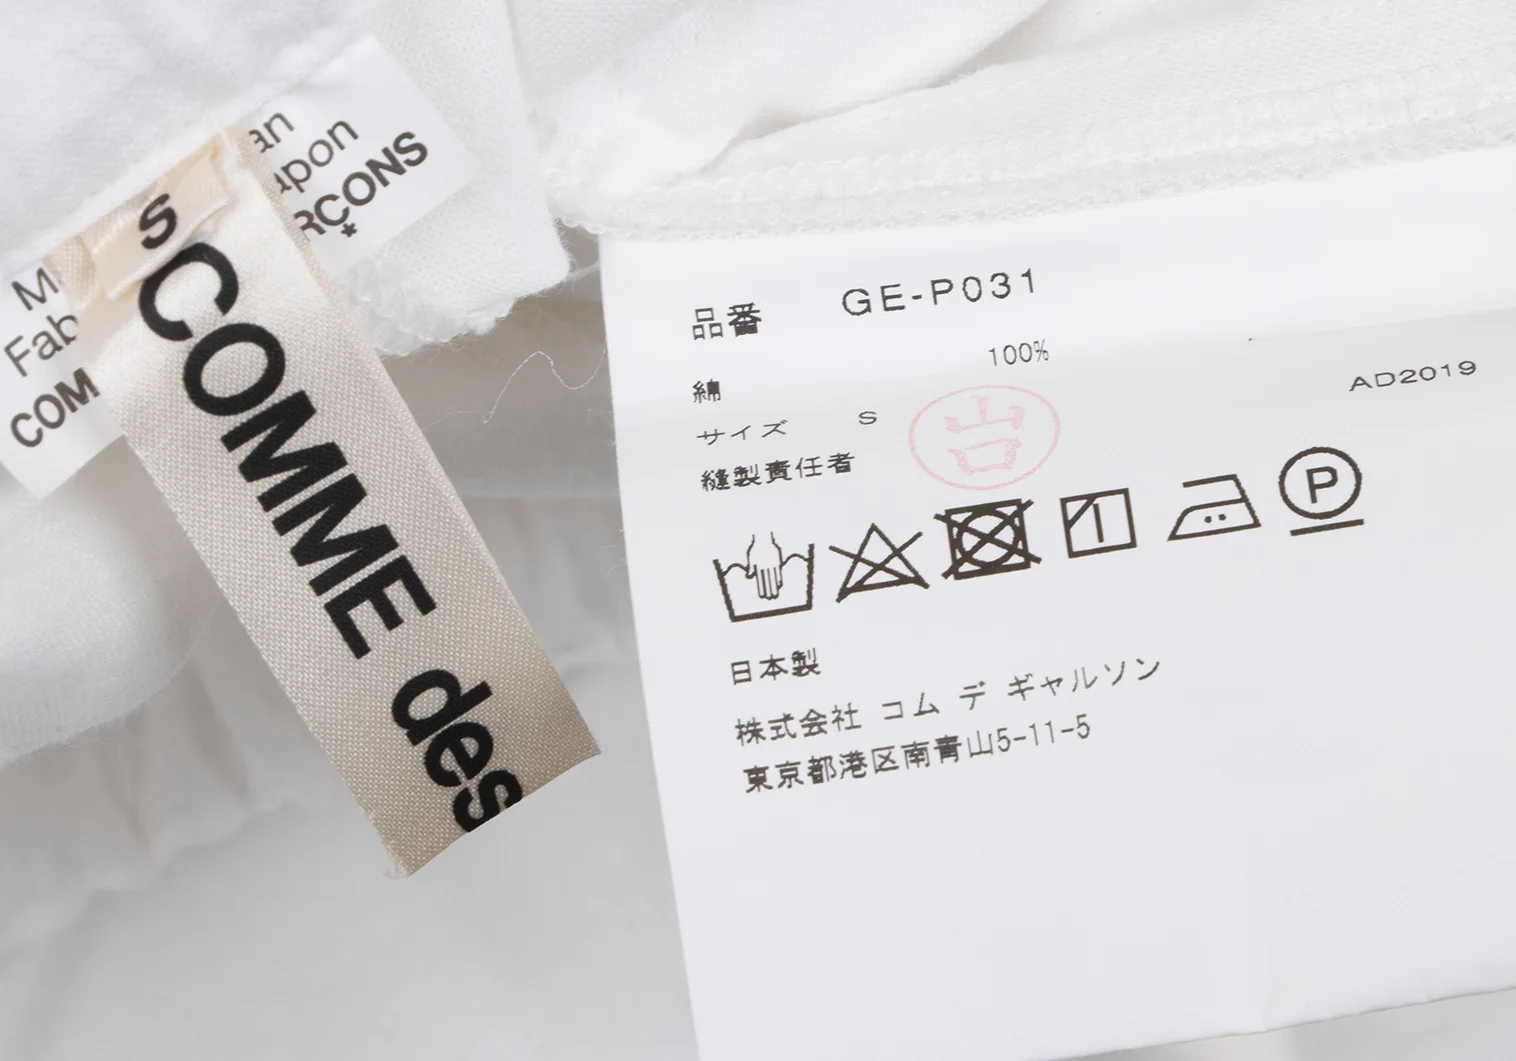 an
apon
RÇONS
*
M
Fab
COM
S
COMME des
品番 GE-P031
綿 100%
サイズ S
AD2019
縫製責任者
岩
P
日本製
株式会社 コム デ ギャルソン
東京都港区南青山5-11-5